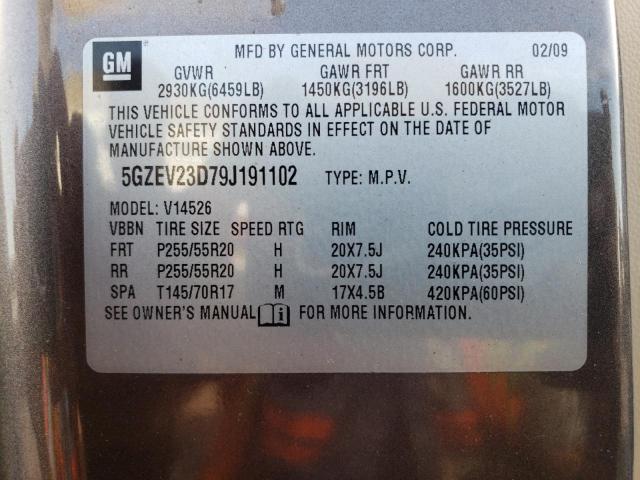 GM MFD BY GENERAL MOTORS CORP. 02/09
GVWR GAWR FRT GAWR RR
2930KG(6459LB) 1450KG(3196LB) 1600KG(3527LB)
THIS VEHICLE CONFORMS TO ALL APPLICABLE U.S. FEDERAL MOTOR
VEHICLE SAFETY STANDARDS IN EFFECT ON THE DATE OF
MANUFACTURE SHOWN ABOVE.
5GZEV23D79J191102 TYPE: M.P.V.
MODEL: V14526
VBBN TIRE SIZE SPEED RTG RIM COLD TIRE PRESSURE
FRT P255/55R20 H 20X7.5J 240KPA(35PSI)
RR P255/55R20 H 20X7.5J 240KPA(35PSI)
SPA T145/70R17 M 17X4.5B 420KPA(60PSI)
SEE OWNER'S MANUAL i FOR MORE INFORMATION.